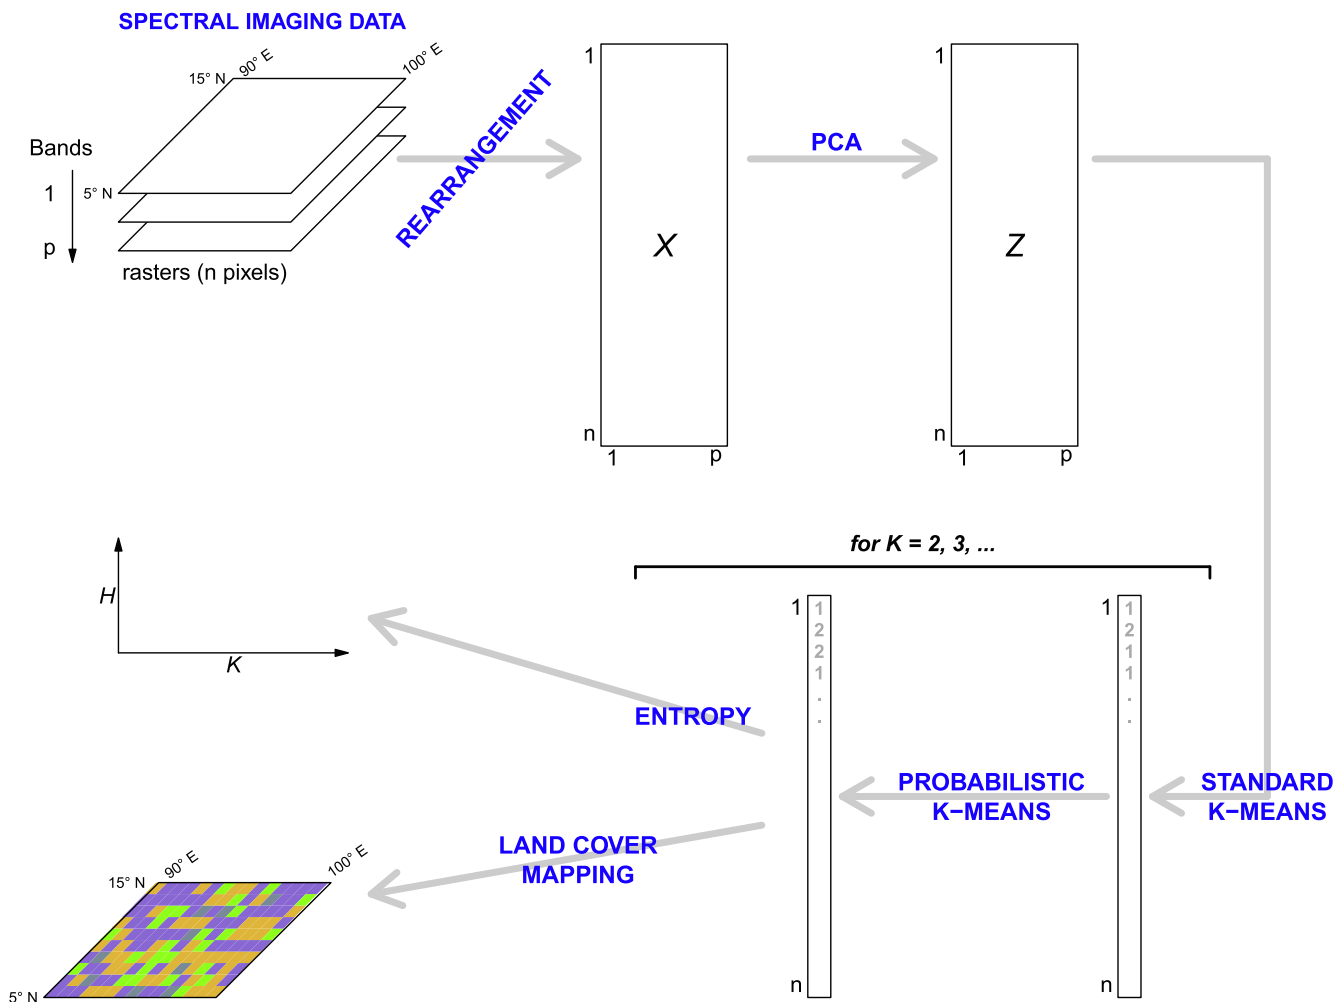 SPECTRAL IMAGING DATA
15° N
90° E
100° E
Bands
1
5° N
p
rasters (n pixels)
REARRANGEMENT
1
X
n
1
p
PCA
1
Z
n
1
p
for K = 2, 3, ...
H
K
ENTROPY
1
1
2
2
1
.
.
n
PROBABILISTIC
K−MEANS
1
1
2
1
1
.
.
n
STANDARD
K−MEANS
LAND COVER
MAPPING
15° N
90° E
100° E
5° N